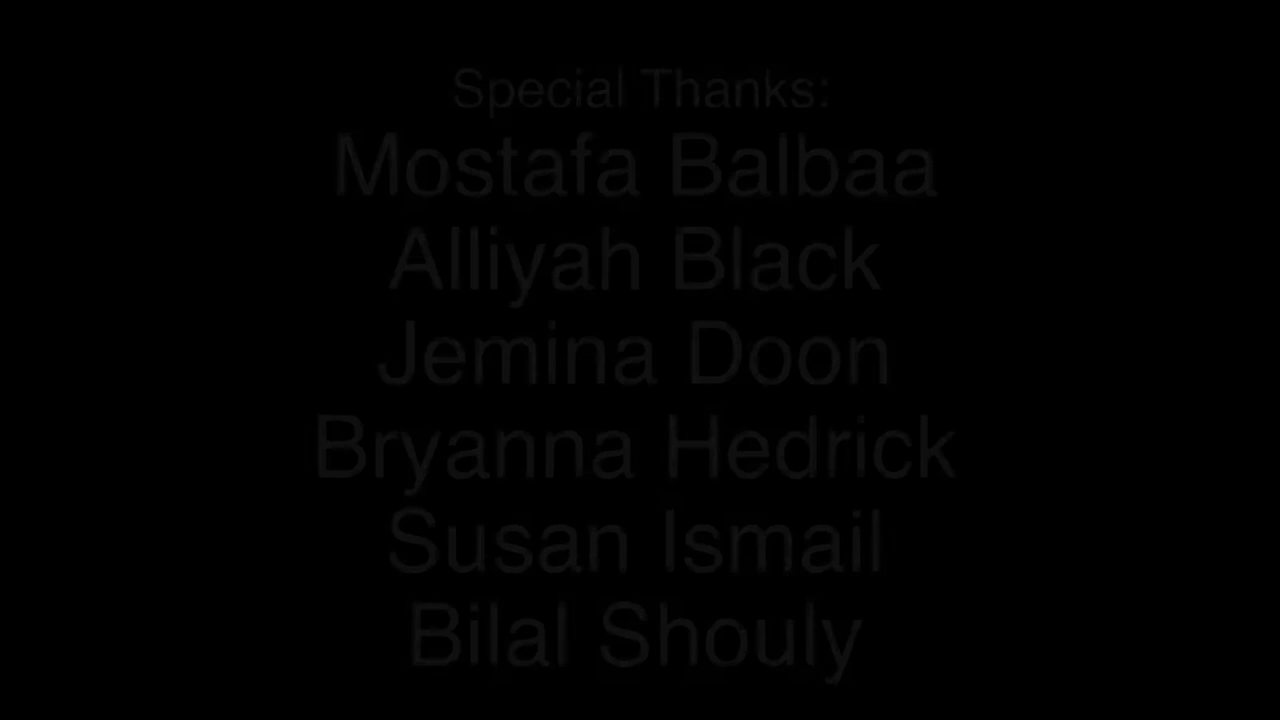 Special Thanks:
Mostafa Balbaa
Alliyah Black
Jemina Doon
Bryanna Hedrick
Susan Ismail
Bilal Shouly